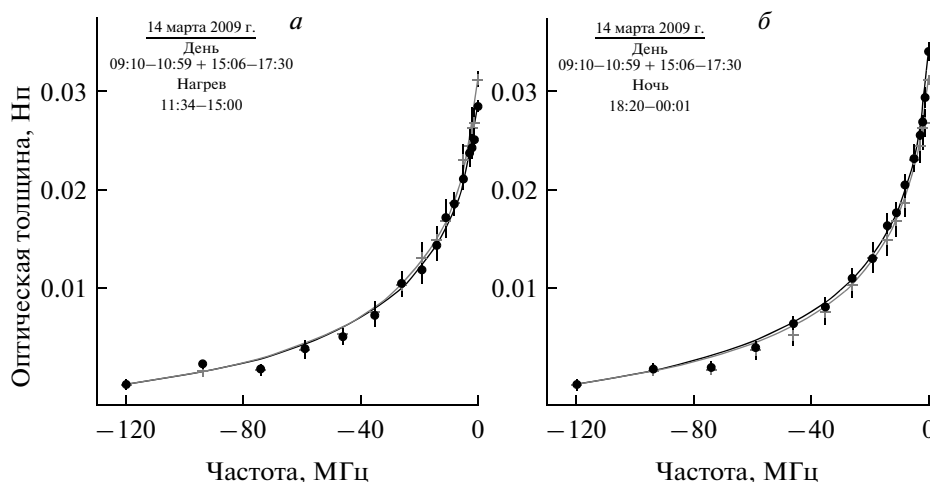 а
14 марта 2009 г.
День
09:10−10:59 + 15:06−17:30
Нагрев
11:34−15:00
б
14 марта 2009 г.
День
09:10−10:59 + 15:06−17:30
Ночь
18:20−00:01
Оптическая толщина, Нп
0.03
0.02
0.01
0.03
0.02
0.01
−120
−80
−40
0
−120
−80
−40
0
Частота, МГц
Частота, МГц